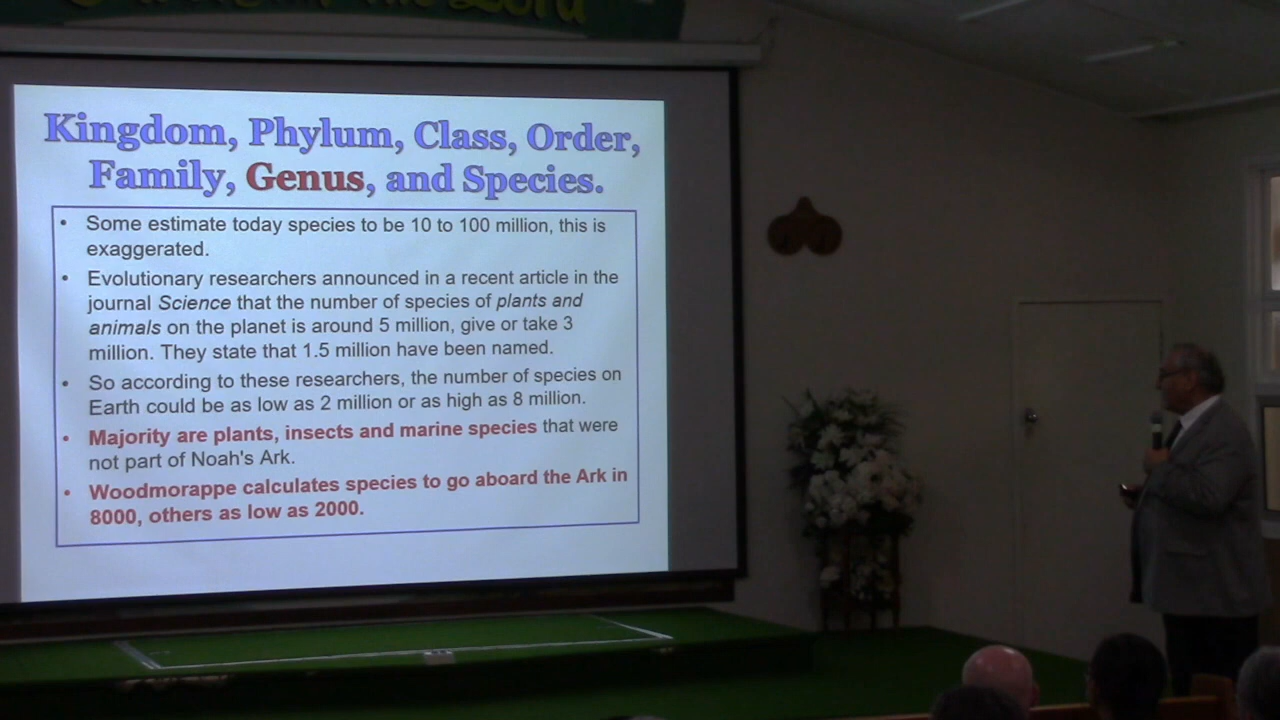 the Lord
Kingdom, Phylum, Class, Order,
Family, Genus, and Species.
• Some estimate today species to be 10 to 100 million, this is
exaggerated.
• Evolutionary researchers announced in a recent article in the
journal Science that the number of species of plants and
animals on the planet is around 5 million, give or take 3
million. They state that 1.5 million have been named.
• So according to these researchers, the number of species on
Earth could be as low as 2 million or as high as 8 million.
• Majority are plants, insects and marine species that were
not part of Noah's Ark.
• Woodmorappe calculates species to go aboard the Ark in
8000, others as low as 2000.